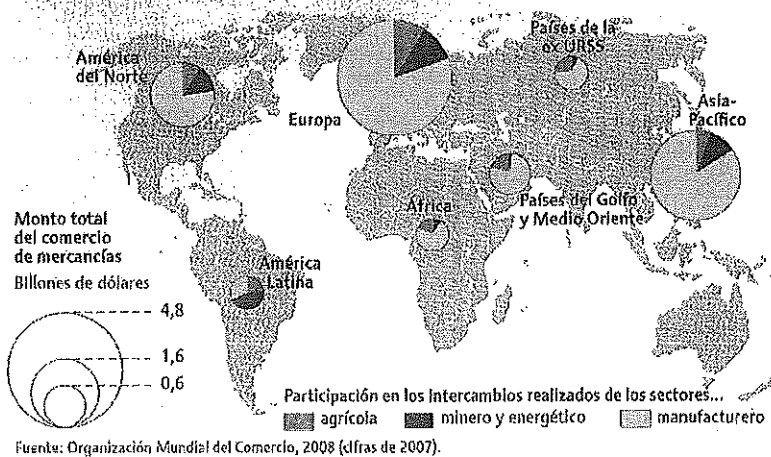 América
del Norte
Europa
Países de la
ex URSS
Asia-
Pacífico
África
Países del Golfo
y Medio Oriente
América
Latina
Monto total
del comercio
de mercancías
Billones de dólares
4,8
1,6
0,6
Participación en los intercambios realizados de los sectores...
agrícola minero y energético manufacturero
Fuente: Organización Mundial del Comercio, 2008 (cifras de 2007).